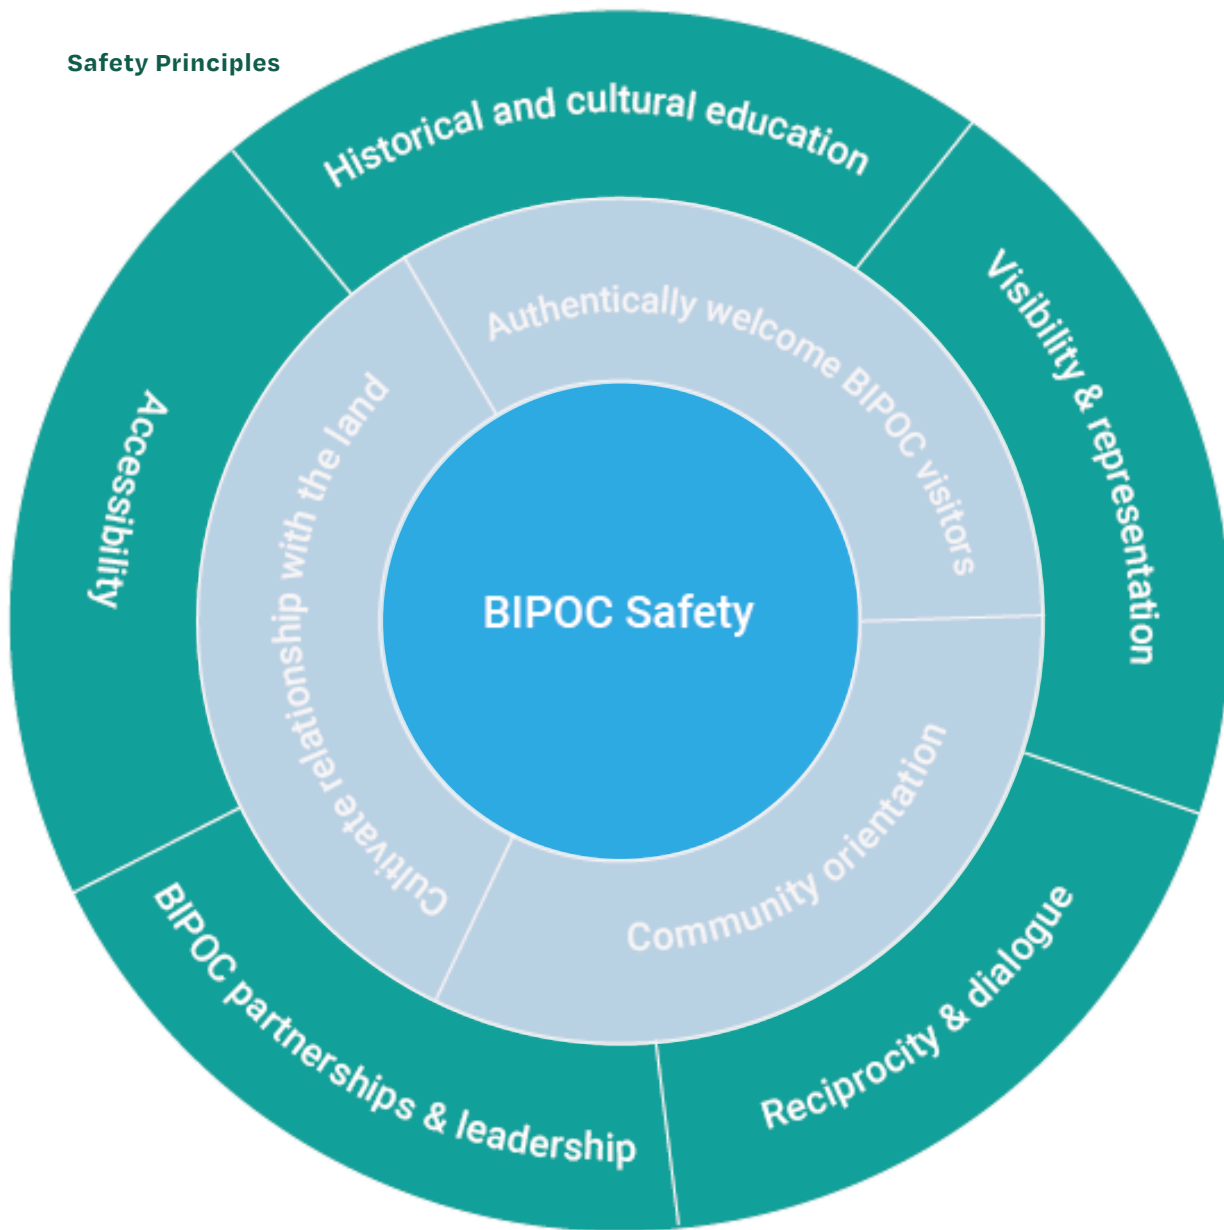 Safety Principles
Historical and cultural education
Visibility & representation
Reciprocity & dialogue
BIPOC partnerships & leadership
Accessibility
Authentically welcome BIPOC visitors
Community orientation
Cultivate relationship with the land
BIPOC Safety